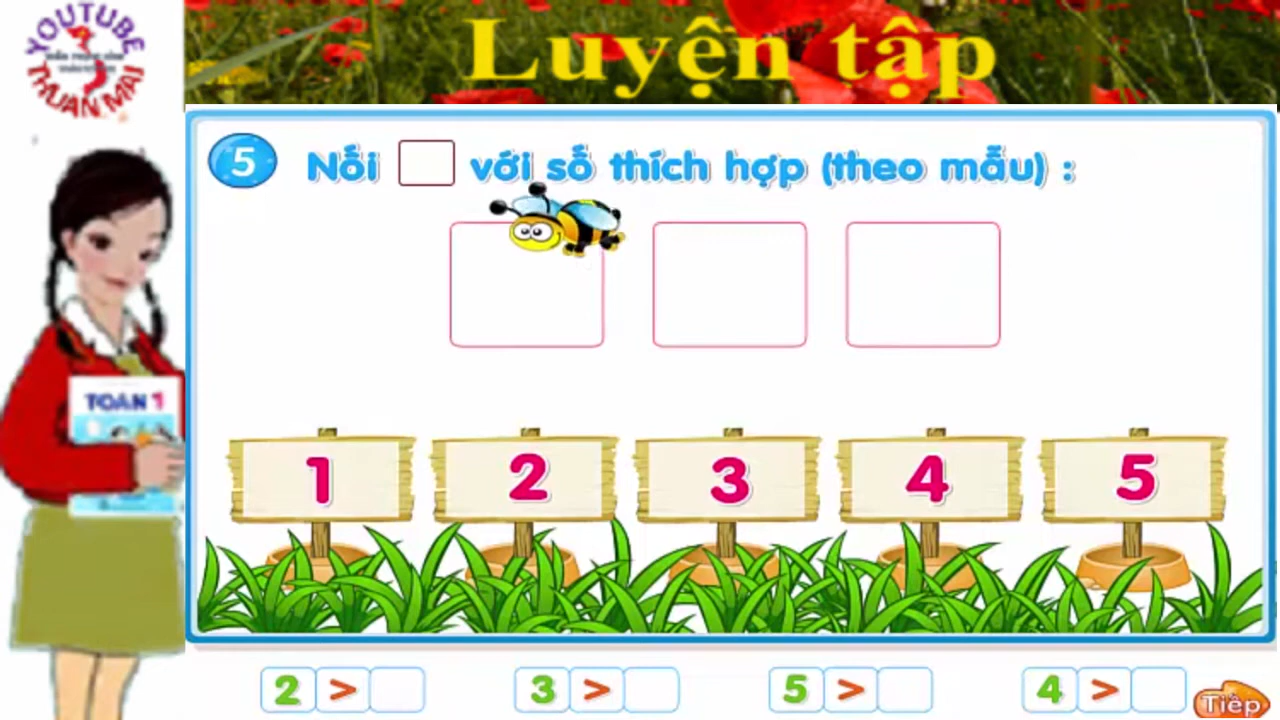 YOUTUBE
THUAN MAI
Luyện tập
5 Nối với số thích hợp (theo mẫu) :
TOÁN 1
1 2 3 4 5
2 > 3 > 5 > 4 >
Tiếp